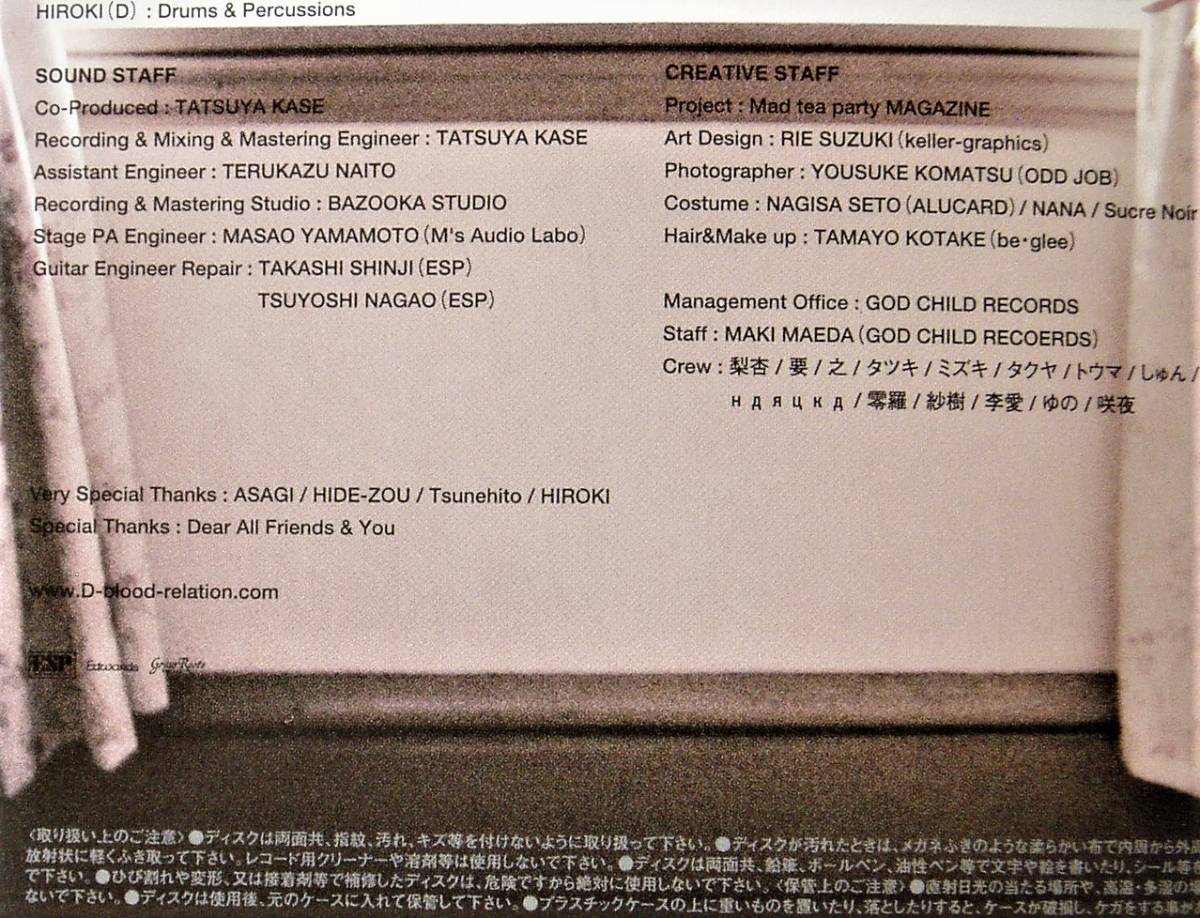 HIROKI(D) : Drums & Percussions
SOUND STAFF
Co-Produced : TATSUYA KASE
Recording & Mixing & Mastering Engineer : TATSUYA KASE
Assistant Engineer : TERUKAZU NAITO
Recording & Mastering Studio : BAZOOKA STUDIO
Stage PA Engineer : MASAO YAMAMOTO(M's Audio Labo)
Guitar Engineer Repair : TAKASHI SHINJI(ESP)
TSUYOSHI NAGAO(ESP)
CREATIVE STAFF
Project : Mad tea party MAGAZINE
Art Design : RIE SUZUKI(keller-graphics)
Photographer : YOUSUKE KOMATSU(ODD JOB)
Costume : NAGISA SETO(ALUCARD) / NANA / Sucre Noir
Hair&Make up : TAMAYO KOTAKE(be・glee)
Management Office : GOD CHILD RECORDS
Staff : MAKI MAEDA(GOD CHILD RECOERDS)
Crew : 梨杏 / 要 / 之 / タツキ / ミズキ / タクヤ / トウマ / しゅん /
н д я ц к д / 零羅 / 紗樹 / 李愛 / ゆの / 咲夜
Very Special Thanks : ASAGI / HIDE-ZOU / Tsunehito / HIROKI
Special Thanks : Dear All Friends & You
www.D-blood-relation.com
ESP Edwards GrassRoots
〈取り扱い上のご注意〉●ディスクは両面共、指紋、汚れ、キズ等を付けないように取り扱って下さい。●ディスクが汚れたときは、メガネふきのような柔らかい布で内周から外周
放射状に軽くふき取って下さい。レコード用クリーナーや溶剤等は使用しないで下さい。●ディスクは両面共、鉛筆、ボールペン、油性ペン等で文字や絵を書いたり、シール等
で下さい。●ひび割れや変形、又は接着剤等で補修したディスクは、危険ですから絶対に使用しないで下さい。〈保管上のご注意〉●直射日光の当たる場所や、高温・多湿の
ないで下さい。●ディスクは使用後、元のケースに入れて保管して下さい。●プラスチックケースの上に重いものを置いたり、落としたりすると、ケースが破損し、ケガをする事が